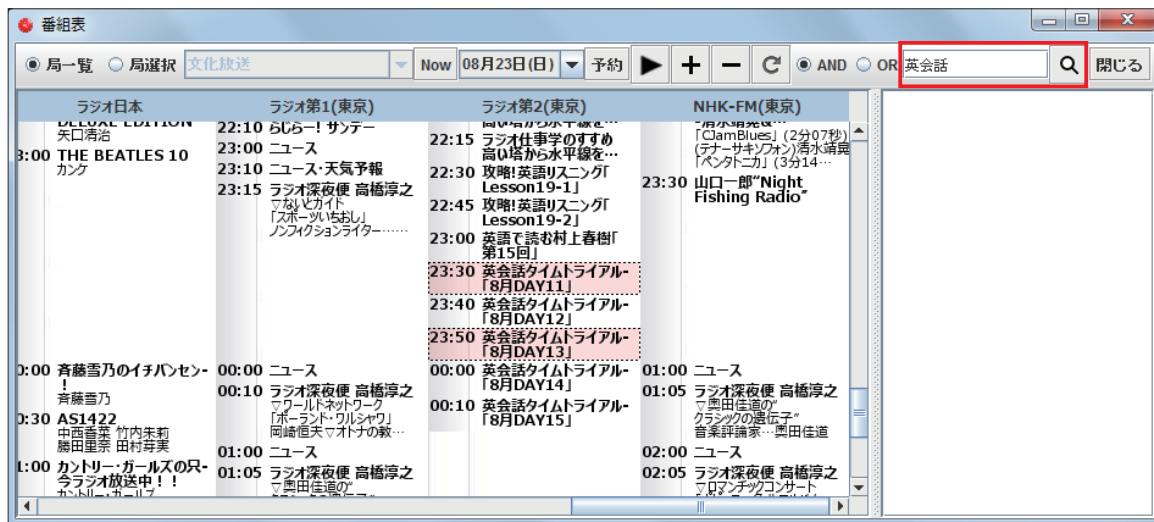 番組表
局一覧 局選択 文化放送 Now 08月23日(日) 予約 AND OR 英会話 閉じる
ラジオ日本 ラジオ第1(東京) ラジオ第2(東京) NHK-FM(東京)
DELUXE EDITION
矢口清治
3:00 THE BEATLES 10
カンケ
0:00 斉藤雪乃のイチバンセン-
!
斉藤雪乃
0:30 AS1422
中西香菜 竹内朱莉
勝田里奈 田村芽実
1:00 カントリー・ガールズの只-
今ラジオ放送中!!
カントリー・ガールズ
22:10 らじらー! サンデー
23:00 ニュース
23:10 ニュース・天気予報
23:15 ラジオ深夜便 高橋淳之
▽ないとガイド
「スポーツいちおし」
ノンフィクションライター……
00:00 ニュース
00:10 ラジオ深夜便 高橋淳之
▽ワールドネットワーク
「ポーランド・ワルシャワ」
岡崎恒夫▽オトナの教…
01:00 ニュース
01:05 ラジオ深夜便 高橋淳之
▽奥田佳道の“
高い塔から水平線を…
22:15 ラジオ仕事学のすすめ
高い塔から水平線を…
22:30 攻略!英語リスニング「
Lesson19-1」
22:45 攻略!英語リスニング「
Lesson19-2」
23:00 英語で読む村上春樹「
第15回」
23:30 英会話タイムトライアル-
「8月DAY11」
23:40 英会話タイムトライアル-
「8月DAY12」
23:50 英会話タイムトライアル-
「8月DAY13」
00:00 英会話タイムトライアル-
「8月DAY14」
00:10 英会話タイムトライアル-
「8月DAY15」
「CJamBlues」(2分07秒)
(テナーサキソフォン)清水靖晃
「ペンタトニカ」(3分14…
23:30 山口一郎“Night
Fishing Radio”
01:00 ニュース
01:05 ラジオ深夜便 高橋淳之
▽奥田佳道の“
クラシックの遺伝子”
音楽評論家…奥田佳道
02:00 ニュース
02:05 ラジオ深夜便 高橋淳之
▽ロマンチックコンサート